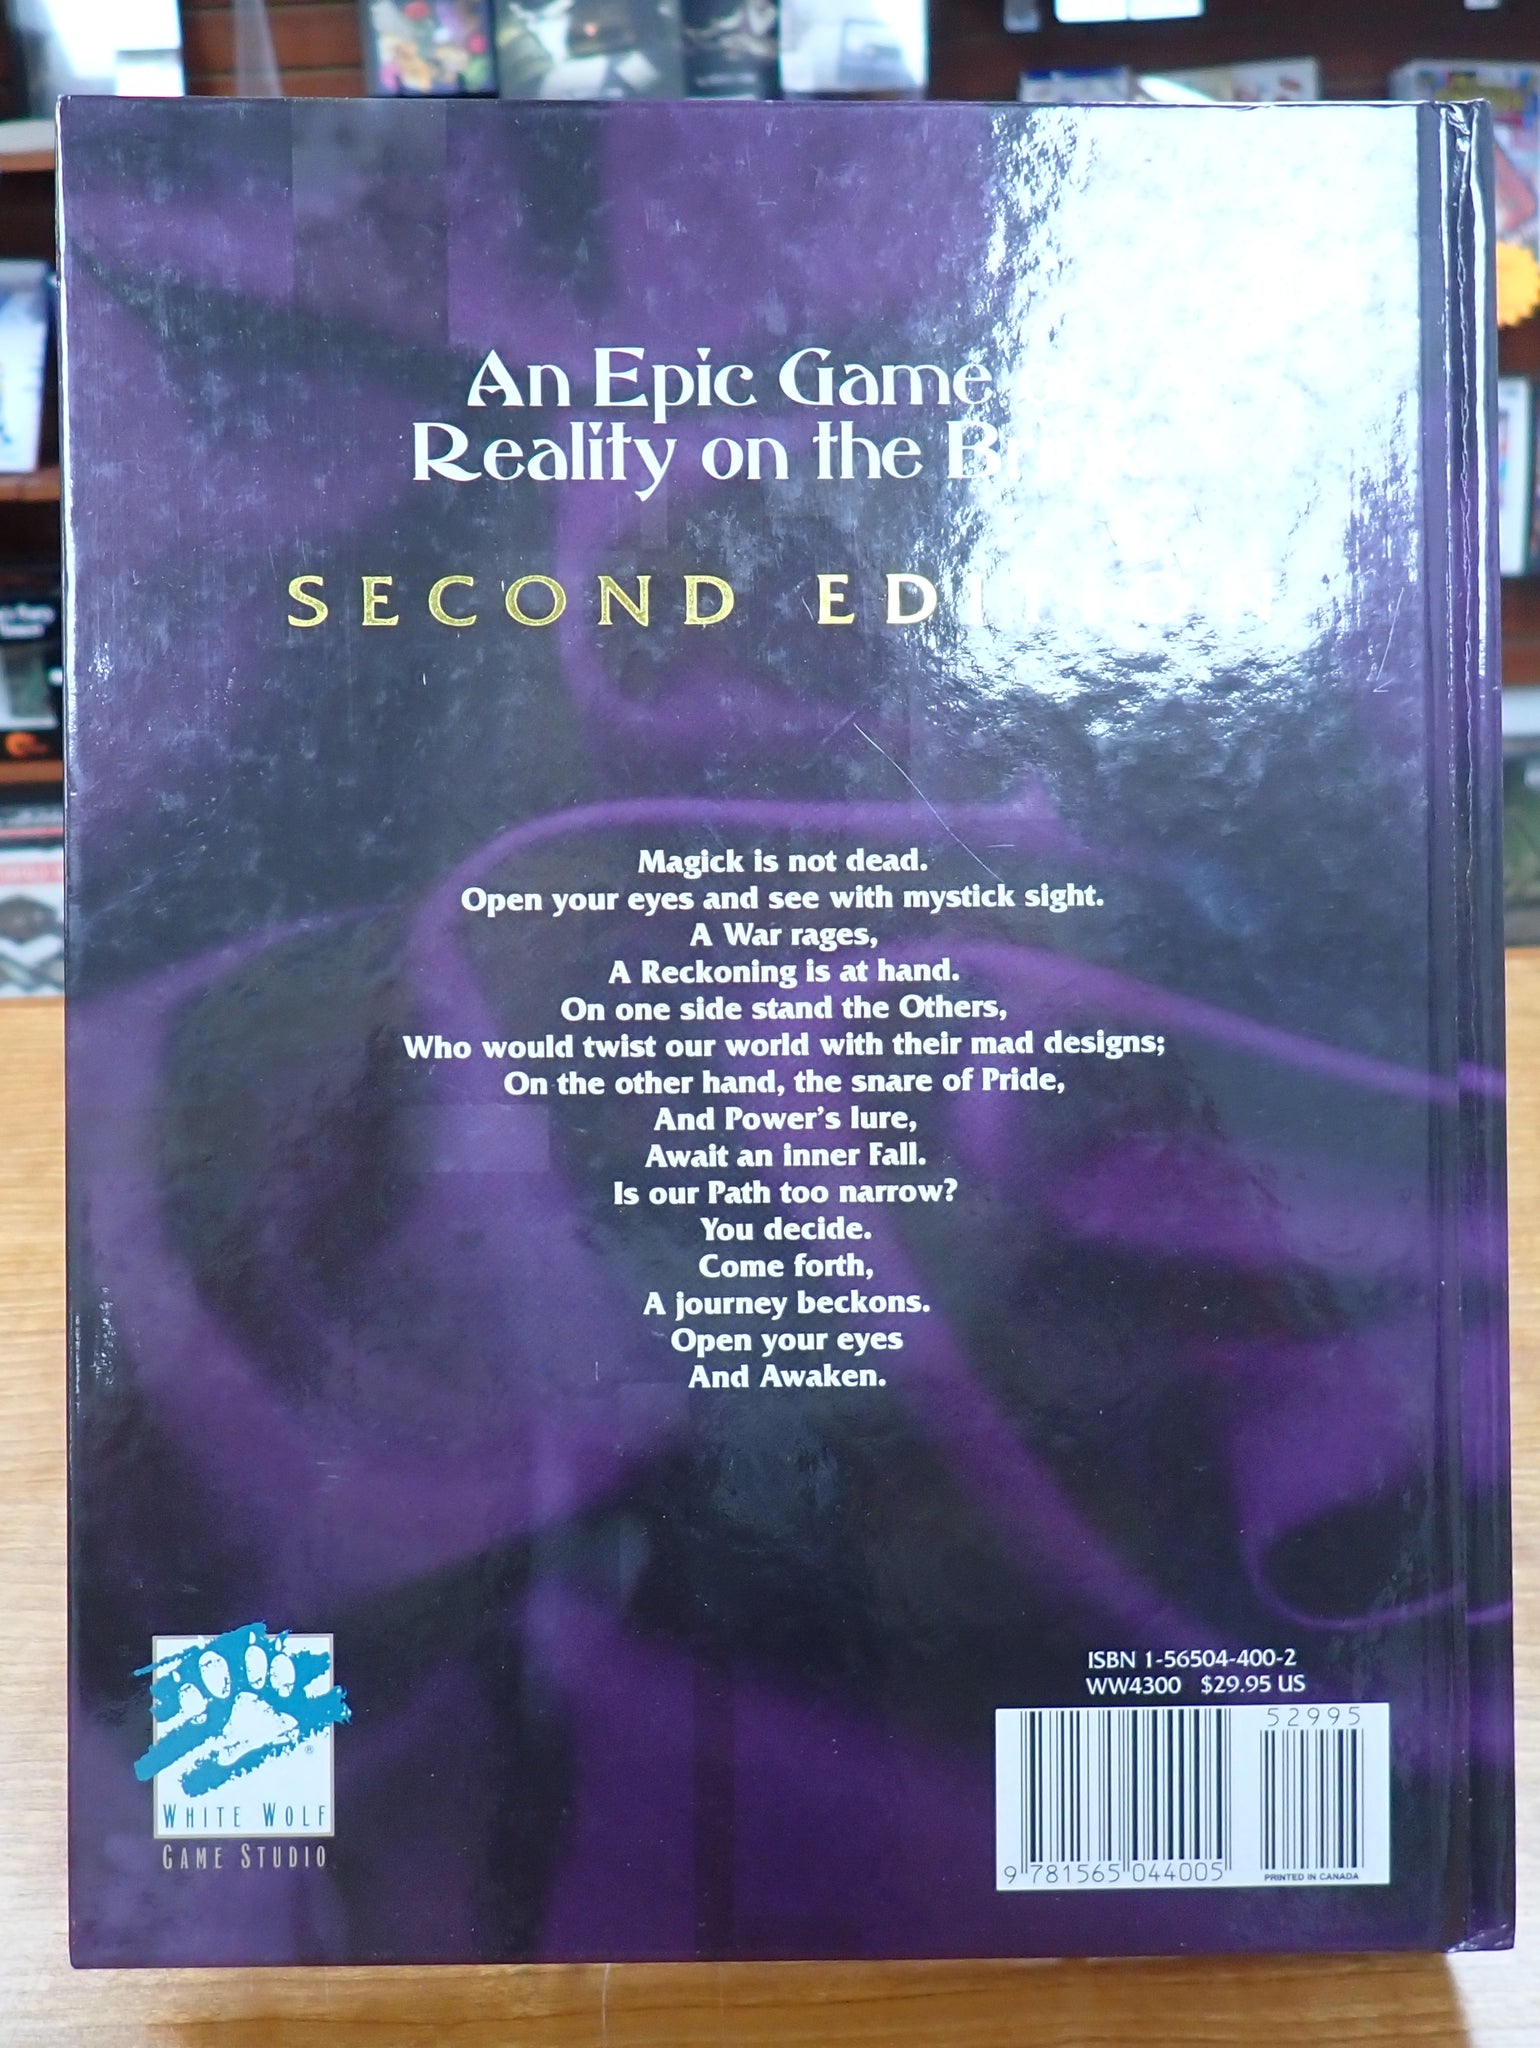 An Epic Game
Reality on the Brink
SECOND EDITION
Magick is not dead.
Open your eyes and see with mystick sight.
A War rages,
A Reckoning is at hand.
On one side stand the Others,
Who would twist our world with their mad designs;
On the other hand, the snare of Pride,
And Power's lure,
Await an inner Fall.
Is our Path too narrow?
You decide.
Come forth,
A journey beckons.
Open your eyes
And Awaken.
WHITE WOLF
GAME STUDIO
®
ISBN 1-56504-400-2
WW4300 $29.95 US
52995
9 781565 044005
PRINTED IN CANADA